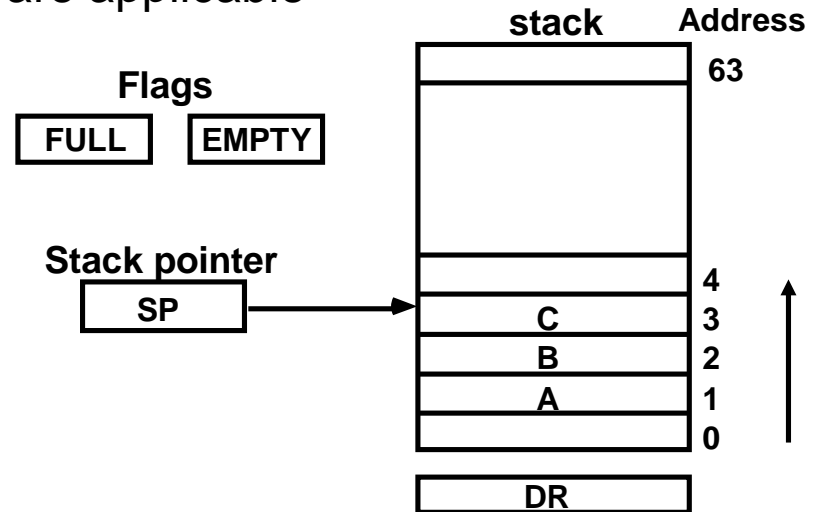 are applicable
stack Address
63
Flags
FULL EMPTY
Stack pointer
SP
4
C 3
B 2
A 1
0
DR